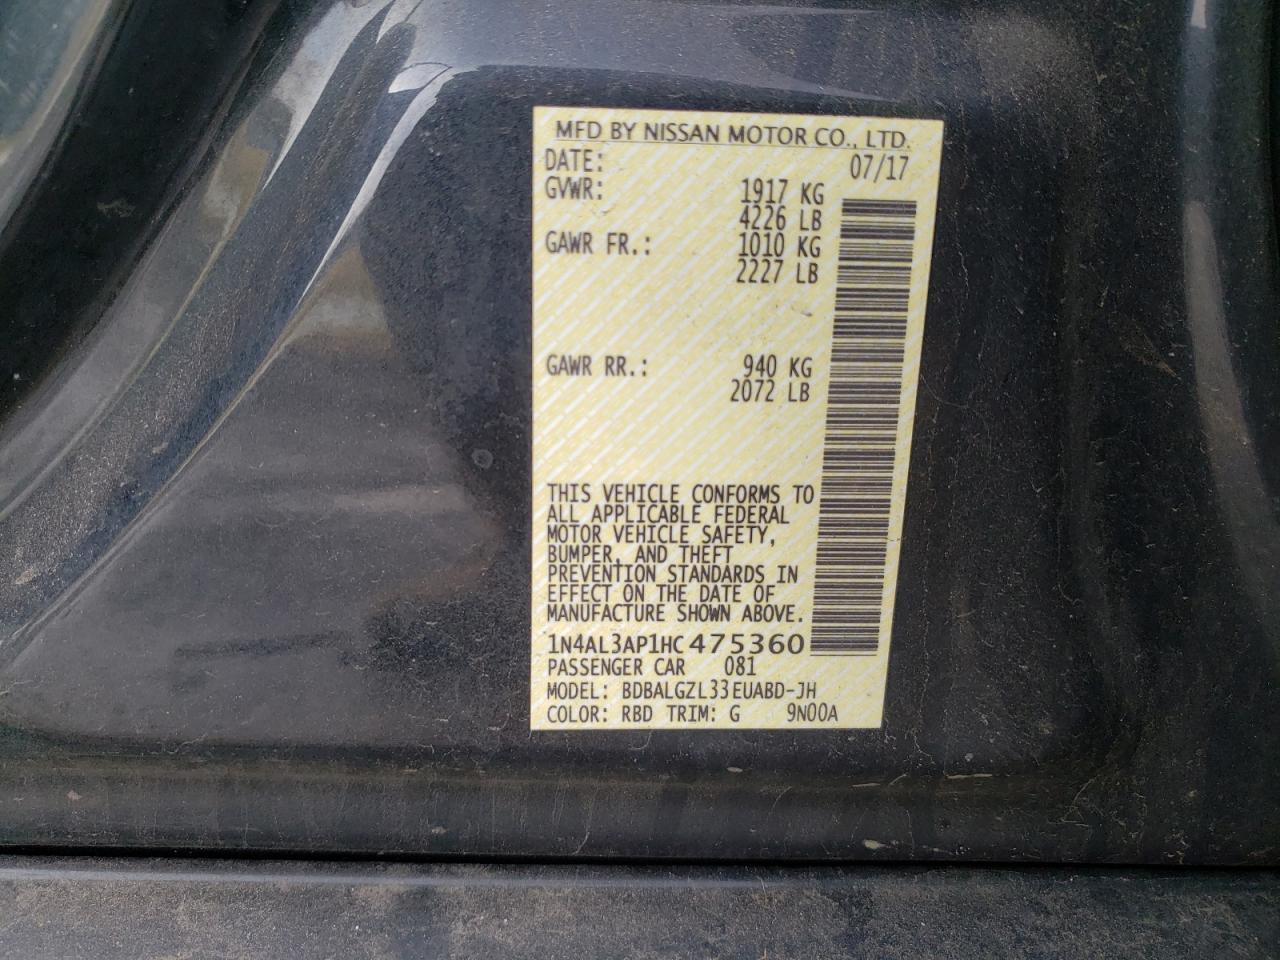 MFD BY NISSAN MOTOR CO., LTD.
DATE: 07/17
GVWR: 1917 KG
4226 LB
GAWR FR.: 1010 KG
2227 LB
GAWR RR.: 940 KG
2072 LB
THIS VEHICLE CONFORMS TO
ALL APPLICABLE FEDERAL
MOTOR VEHICLE SAFETY,
BUMPER, AND THEFT
PREVENTION STANDARDS IN
EFFECT ON THE DATE OF
MANUFACTURE SHOWN ABOVE.
1N4AL3AP1HC475360
PASSENGER CAR 081
MODEL: BDBALGZL33EUABD-JH
COLOR: RBD TRIM: G 9N00A